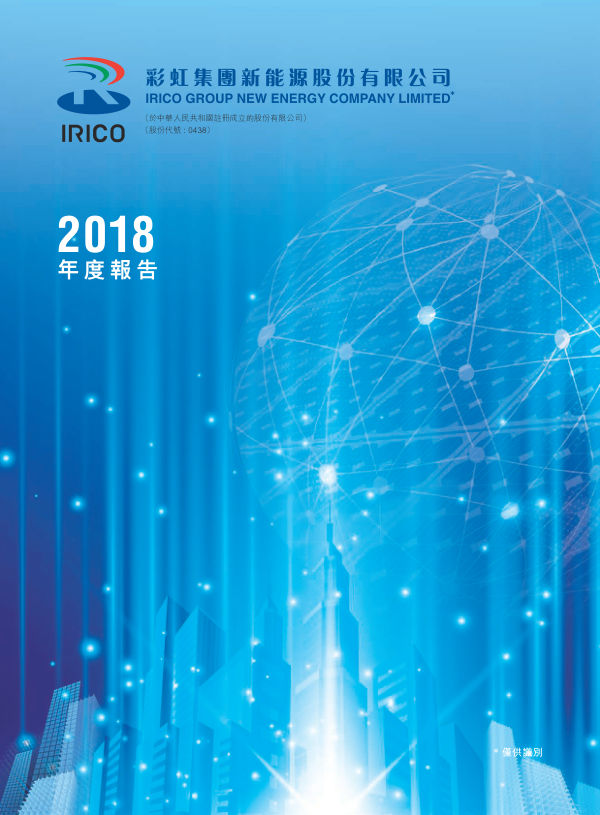 彩虹集團新能源股份有限公司
IRICO GROUP NEW ENERGY COMPANY LIMITED*
(於中華人民共和國註冊成立的股份有限公司)
(股份代號：0438)
IRICO
2018
年度報告
* 僅供識別